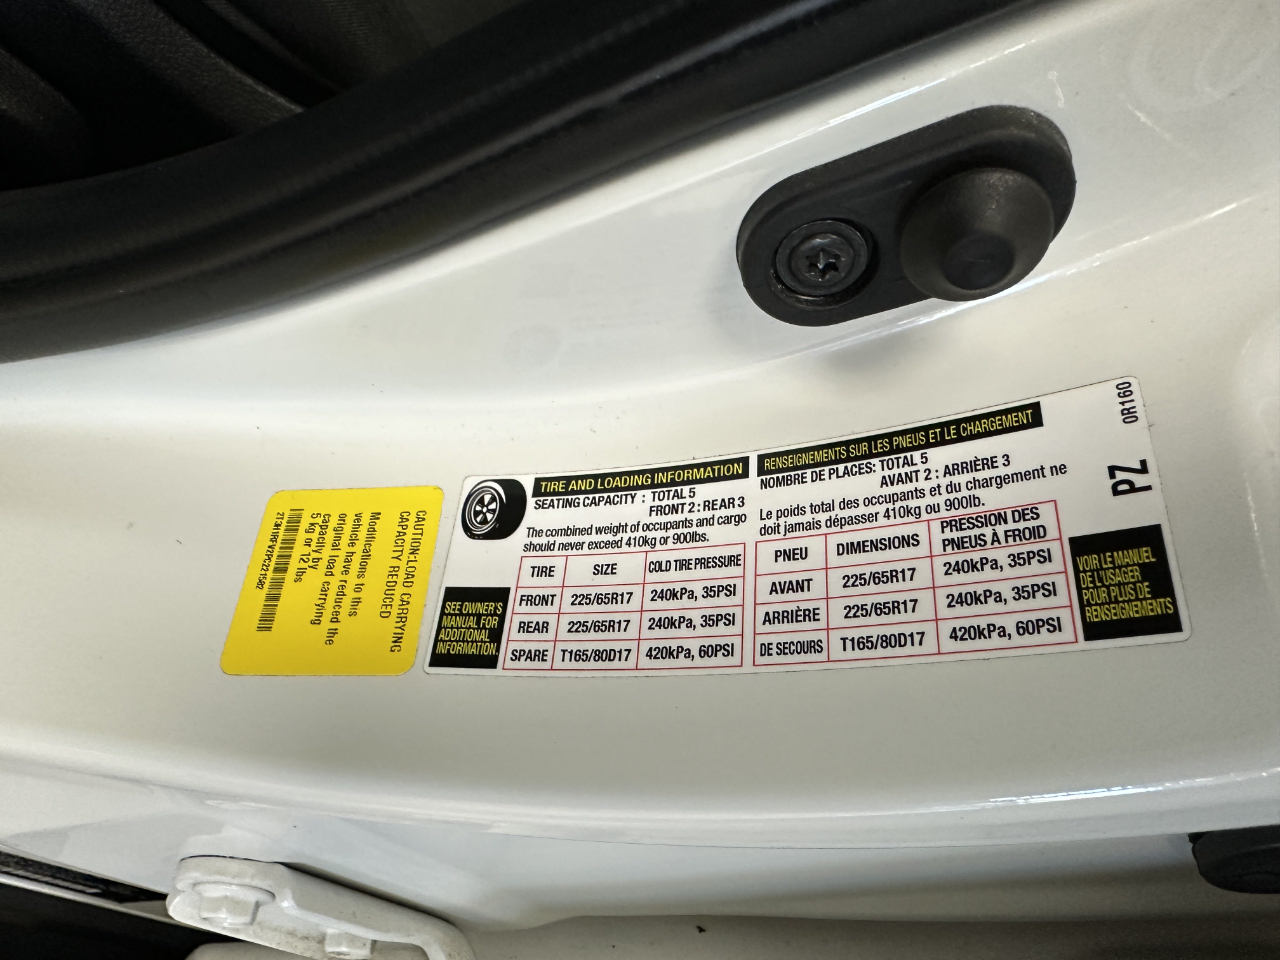 CAUTION:LOAD CARRYING
CAPACITY REDUCED
Modifications to this
vehicle have reduced the
original load carrying
capacity by
5 kg or 12 lbs
TIRE AND LOADING INFORMATION
SEATING CAPACITY : TOTAL 5
FRONT 2 : REAR 3
The combined weight of occupants and cargo
should never exceed 410kg or 900lbs.
TIRE SIZE COLD TIRE PRESSURE
FRONT 225/65R17 240kPa, 35PSI
REAR 225/65R17 240kPa, 35PSI
SPARE T165/80D17 420kPa, 60PSI
SEE OWNER'S
MANUAL FOR
ADDITIONAL
INFORMATION.
RENSEIGNEMENTS SUR LES PNEUS ET LE CHARGEMENT
NOMBRE DE PLACES: TOTAL 5
AVANT 2 : ARRIÈRE 3
Le poids total des occupants et du chargement ne
doit jamais dépasser 410kg ou 900lb.
PNEU DIMENSIONS PRESSION DES
PNEUS À FROID
AVANT 225/65R17 240kPa, 35PSI
ARRIÈRE 225/65R17 240kPa, 35PSI
DE SECOURS T165/80D17 420kPa, 60PSI
VOIR LE MANUEL
DE L'USAGER
POUR PLUS DE
RENSEIGNEMENTS
PZ
0R160